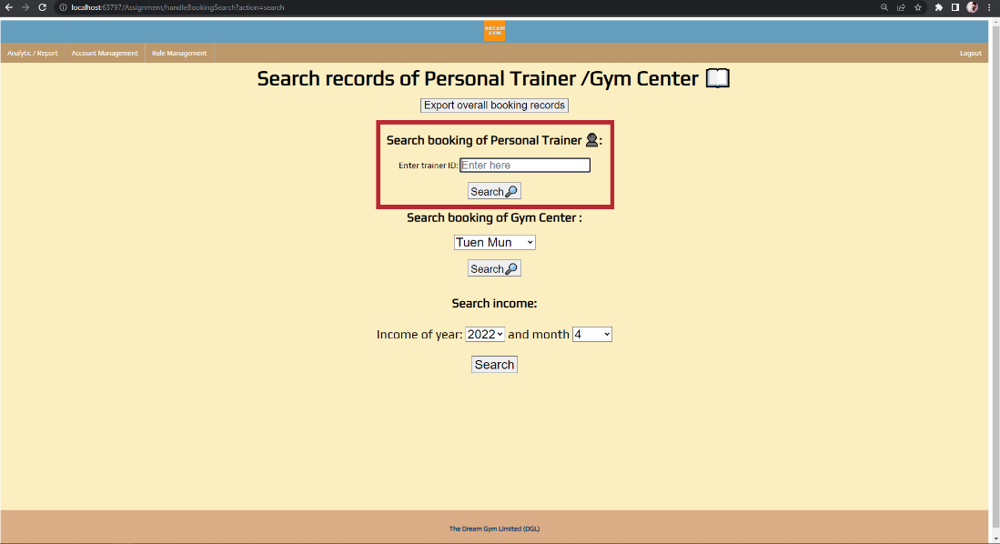 localhost:63797/Assignment/handleBookingSearch?action=search
DREAM
GYM
Analytic / Report Account Management Role Management Logout
Search records of Personal Trainer /Gym Center
Export overall booking records
Search booking of Personal Trainer :
Enter trainer ID: Enter here
Search
Search booking of Gym Center :
Tuen Mun
Search
Search income:
Income of year: 2022 and month 4
Search
The Dream Gym Limited (DGL)